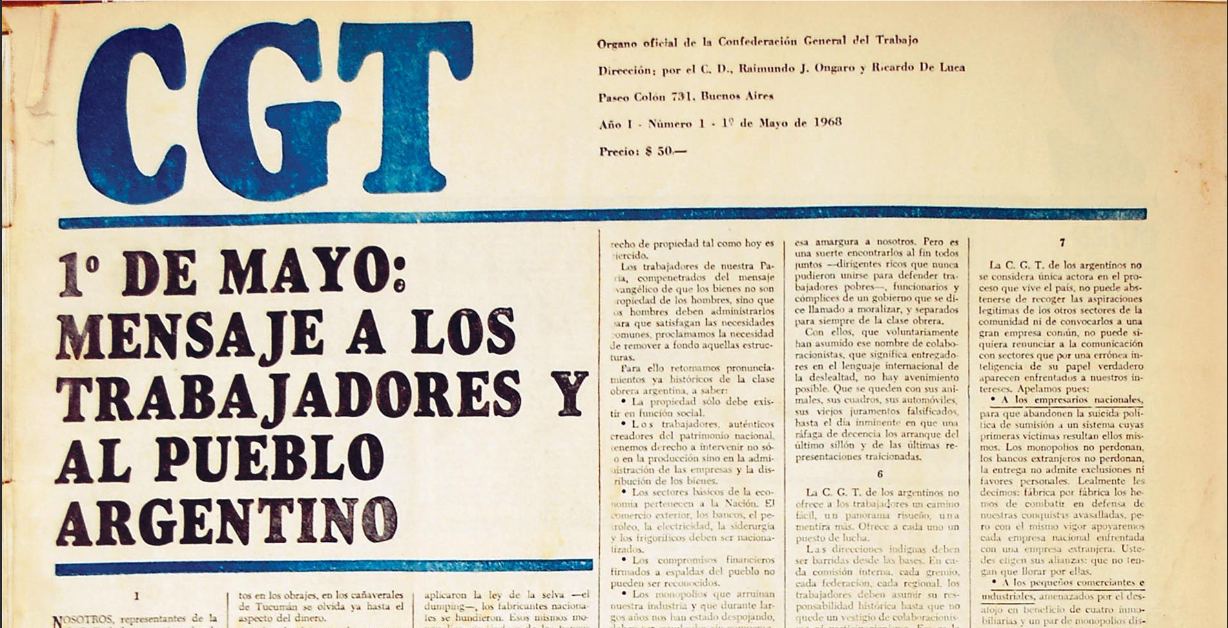 CGT
Organo oficial de la Confederación General del Trabajo
Dirección: por el C. D., Raimundo J. Ongaro y Ricardo De Luca
Paseo Colón 731. Buenos Aires
Año I - Número 1 - 1º de Mayo de 1968
Precio: $ 50.—
1º DE MAYO:
MENSAJE A LOS
TRABAJADORES Y
AL PUEBLO
ARGENTINO
1
NOSOTROS, representantes de la
tos en los obrajes, en los cañaverales
de Tucumán se olvida ya hasta el
aspecto del dinero.
aplicaron la ley de la selva —el
dumping—, los fabricantes naciona-
les se hundieron. Esos mismos mo-
recho de propiedad tal como hoy es
jercido.
Los trabajadores de nuestra Pa-
ria, compenetrados del mensaje
vangélico de que los bienes no son
ropiedad de los hombres, sino que
os hombres deben administrarlos
ara que satisfagan las necesidades
omunes, proclamamos la necesidad
de remover a fondo aquellas estruc-
turas.
Para ello retomamos pronuncia-
mientos ya históricos de la clase
obrera argentina, a saber:
• La propiedad sólo debe exis-
tir en función social.
• Los trabajadores, auténticos
creadores del patrimonio nacional,
enemos derecho a intervenir no só-
o en la producción sino en la admi-
istración de las empresas y la dis-
ribución de los bienes.
• Los sectores básicos de la eco-
nomía pertenecen a la Nación. El
comercio exterior, los bancos, el pe-
tróleo, la electricidad, la siderurgia
y los frigoríficos deben ser naciona-
lizados.
• Los compromisos financieros
firmados a espaldas del pueblo no
pueden ser reconocidos.
• Los monopolios que arruinan
nuestra industria y que durante lar-
gos años nos han estado despojando,
esa amargura a nosotros. Pero es
una suerte encontrarlos al fin todos
juntos —dirigentes ricos que nunca
pudieron unirse para defender tra-
bajadores pobres—, funcionarios y
cómplices de un gobierno que se di-
ce llamado a moralizar, y separados
para siempre de la clase obrera.
Con ellos, que voluntariamente
han asumido ese nombre de colabo-
racionistas, que significa entregado-
res en el lenguaje internacional de
la deslealtad, no hay avenimiento
posible. Que se queden con sus ani-
males, sus cuadros, sus automóviles,
sus viejos juramentos falsificados,
hasta el día inminente en que una
ráfaga de decencia los arranque del
último sillón y de las últimas re-
presentaciones traicionadas.
6
La C. G. T. de los argentinos no
ofrece a los trabajadores un camino
fácil, un panorama risueño, una
mentira más. Ofrece a cada uno un
puesto de lucha.
Las direcciones indignas deben
ser barridas desde las bases. En ca-
da comisión interna, cada gremio,
cada federación, cada regional, los
trabajadores deben asumir su res-
ponsabilidad histórica hasta que no
quede un vestigio de colaboracionis-
7
La C. G. T. de los argentinos no
se considera única actora en el pro-
ceso que vive el país, no puede abs-
tenerse de recoger las aspiraciones
legítimas de los otros sectores de la
comunidad ni de convocarlos a una
gran empresa común, no puede si-
quiera renunciar a la comunicación
con sectores que por una errónea in-
teligencia de su papel verdadero
aparecen enfrentados a nuestros in-
tereses. Apelamos pues:
• A los empresarios nacionales,
para que abandonen la suicida polí-
tica de sumisión a un sistema cuyas
primeras víctimas resultan ellos mis-
mos. Los monopolios no perdonan,
los bancos extranjeros no perdonan,
la entrega no admite exclusiones ni
favores personales. Lealmente les
decimos: fábrica por fábrica los he-
mos de combatir en defensa de
nuestras conquistas avasalladas, pe-
ro con el mismo vigor apoyaremos
cada empresa nacional enfrentada
con una empresa extranjera. Uste-
des eligen sus alianzas: que no ten-
gan que llorar por ellas.
• A los pequeños comerciantes e
industriales, amenazados por el des-
alojo en beneficio de cuatro inmo-
biliarias y un par de monopolios dis-